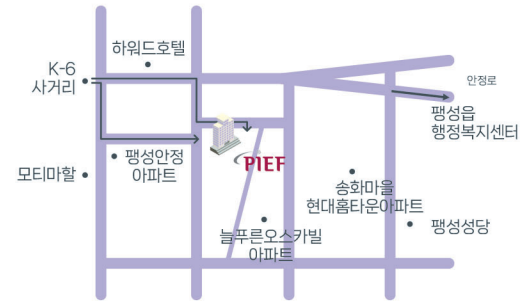 하워드호텔
K-6
사거리
안정로
팽성읍
행정복지센터
PIEF
팽성안정
아파트
모티마할
송화마을
현대홈타운아파트
팽성성당
늘푸른오스카빌
아파트